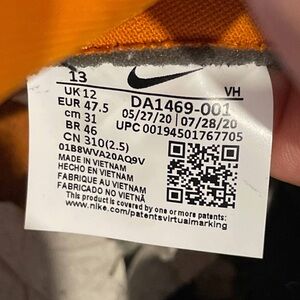 13 VH
UK 12
EUR 47.5 DA1469-001
cm 31 05/27/20 07/28/20
BR 46 UPC 00194501767705
CN 310(2.5)
01B8WVA20AQ9V
MADE IN VIETNAM
HECHO EN VIETNAM
FABRIQUE AU VIETNAM
FABRICADO NO VIETNÃ
This product is covered by one or more patents.
www.nike.com/patentsvirtualmarking